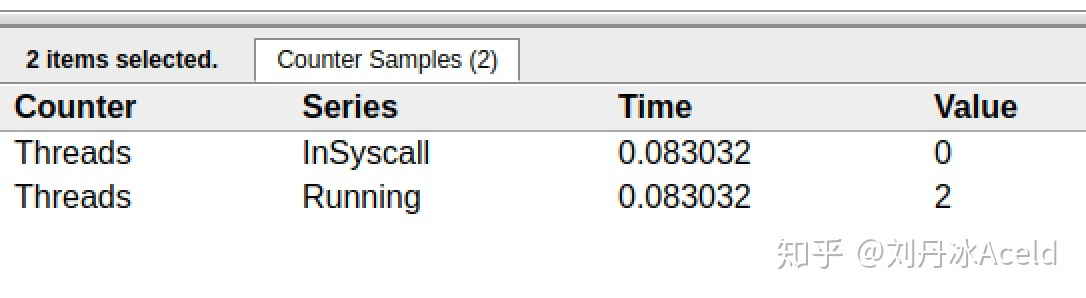 2 items selected. Counter Samples (2)
Counter Series Time Value
Threads InSyscall 0.083032 0
Threads Running 0.083032 2
知乎 @刘丹冰Aceld